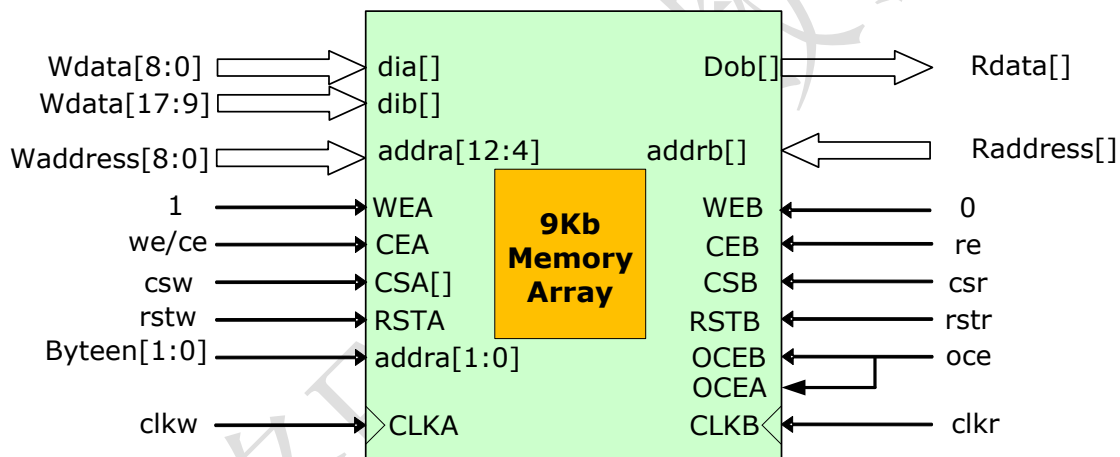 Wdata[8:0] dia[] Dob[] Rdata[]
Wdata[17:9] dib[]
Waddress[8:0] addra[12:4] addrb[] Raddress[]
1 WEA WEB 0
we/ce CEA CEB re
csw CSA[] CSB csr
rstw RSTA RSTB rstr
Byteen[1:0] addra[1:0] OCEB oce
OCEA
clkw CLKA CLKB clkr
9Kb
Memory
Array